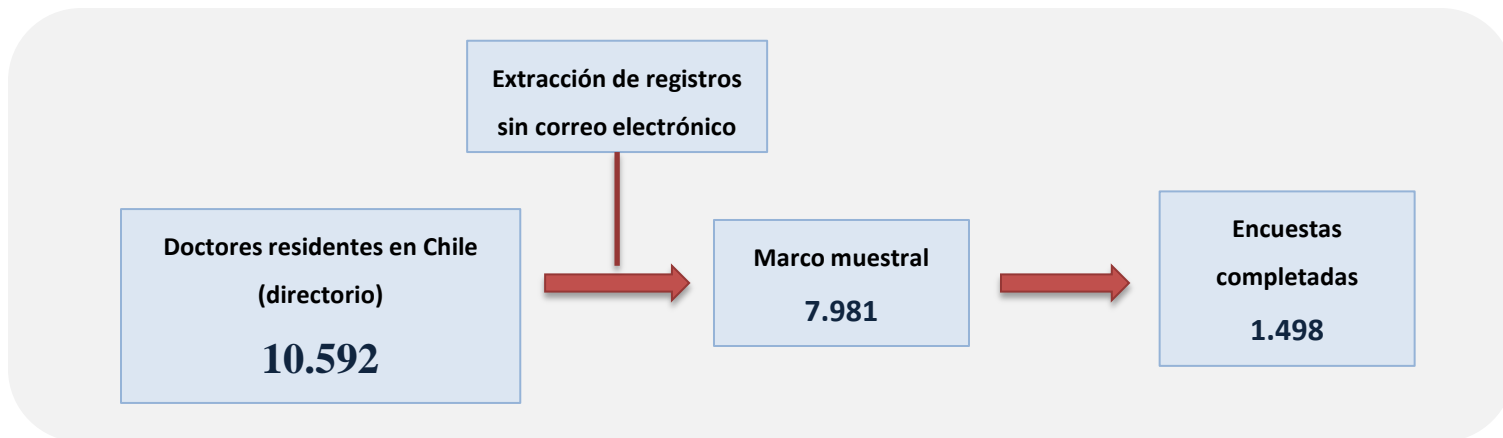 Extracción de registros
sin correo electrónico
Doctores residentes en Chile
(directorio)
10.592
Marco muestral
7.981
Encuestas
completadas
1.498